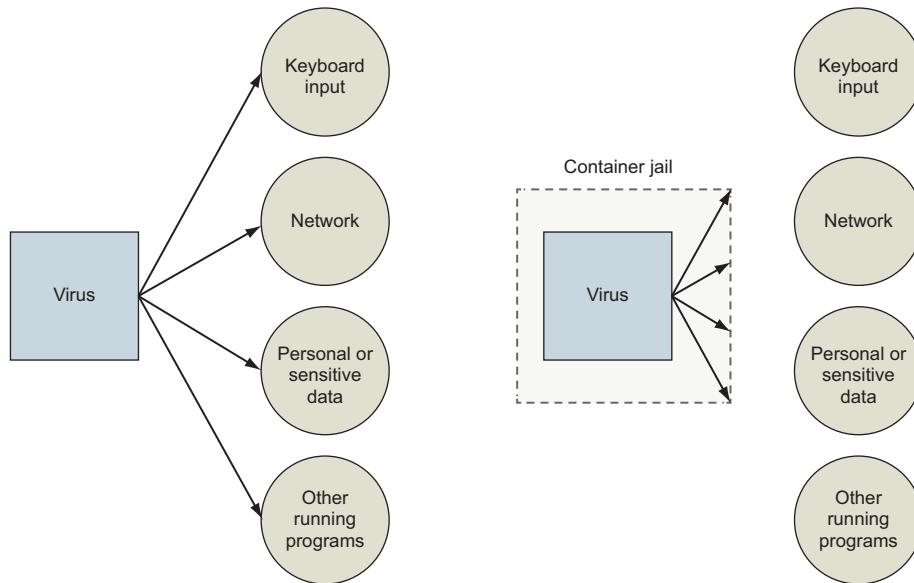 Keyboard
input
Network
Virus
Personal or
sensitive
data
Other
running
programs
Container jail
Virus
Keyboard
input
Network
Personal or
sensitive
data
Other
running
programs